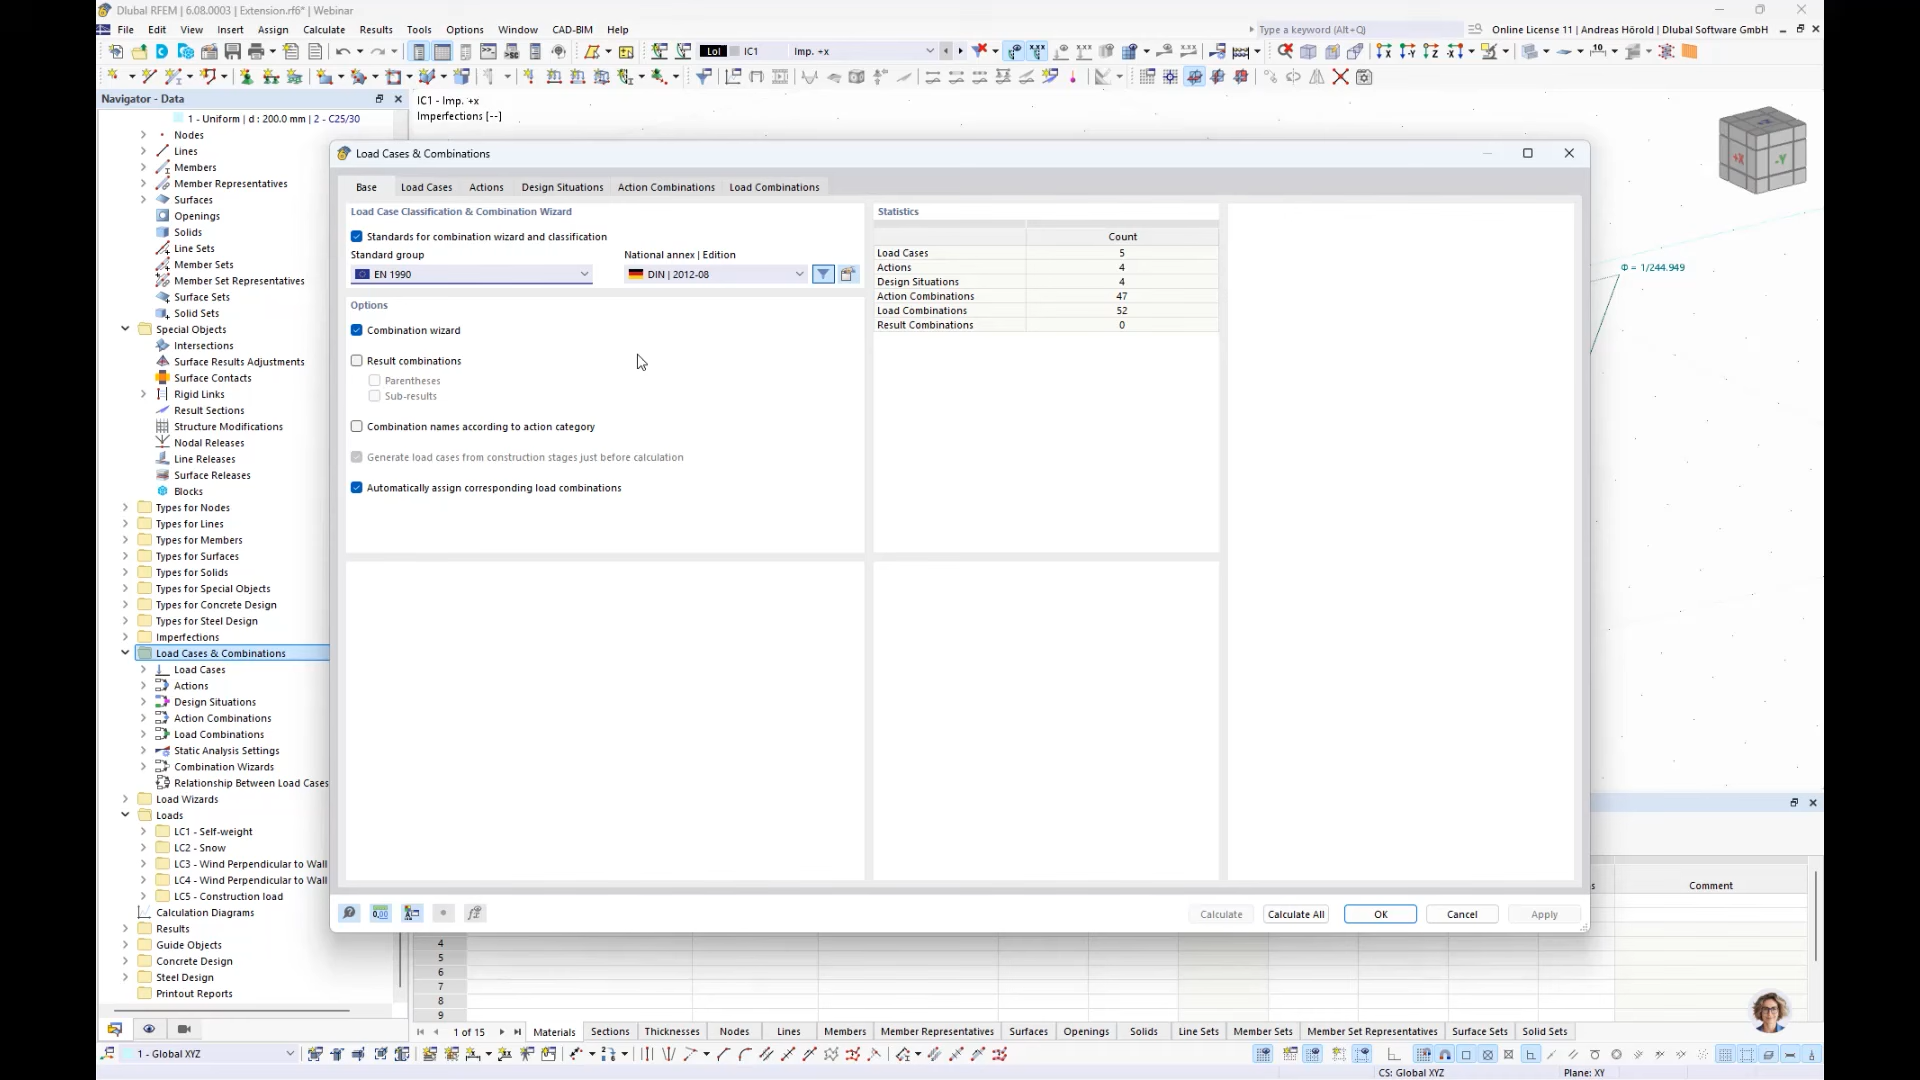 Dlubal RFEM | 6.08.0003 | Extension.rf6* | Webinar
File Edit View Insert Assign Calculate Results Tools Options Window CAD-BIM Help
Type a keyword (Alt+Q)
Online License 11 | Andreas Hörold | Dlubal Software GmbH
LoI IC1 Imp. +x
Navigator - Data
1 - Uniform | d : 200.0 mm | 2 - C25/30
Nodes
Lines
Members
Member Representatives
Surfaces
Openings
Solids
Line Sets
Member Sets
Member Set Representatives
Surface Sets
Solid Sets
Special Objects
Intersections
Surface Results Adjustments
Surface Contacts
Rigid Links
Result Sections
Structure Modifications
Nodal Releases
Line Releases
Surface Releases
Blocks
Types for Nodes
Types for Lines
Types for Members
Types for Surfaces
Types for Solids
Types for Special Objects
Types for Concrete Design
Types for Steel Design
Imperfections
Load Cases & Combinations
Load Cases
Actions
Design Situations
Action Combinations
Load Combinations
Static Analysis Settings
Combination Wizards
Relationship Between Load Cases
Load Wizards
Loads
LC1 - Self-weight
LC2 - Snow
LC3 - Wind Perpendicular to Wall
LC4 - Wind Perpendicular to Wall
LC5 - Construction load
Calculation Diagrams
Results
Guide Objects
Concrete Design
Steel Design
Printout Reports
IC1 - Imp. +x
Imperfections [--]
+X -Y
Φ = 1/244.949
Load Cases & Combinations
Base Load Cases Actions Design Situations Action Combinations Load Combinations
Load Case Classification & Combination Wizard
Standards for combination wizard and classification
Standard group National annex | Edition
EN 1990 DIN | 2012-08
Options
Combination wizard
Result combinations
Parentheses
Sub-results
Combination names according to action category
Generate load cases from construction stages just before calculation
Automatically assign corresponding load combinations
Statistics
Count
Load Cases 5
Actions 4
Design Situations 4
Action Combinations 47
Load Combinations 52
Result Combinations 0
Calculate Calculate All OK Cancel Apply
Comment
4
5
6
7
8
9
1 of 15 Materials Sections Thicknesses Nodes Lines Members Member Representatives Surfaces Openings Solids Line Sets Member Sets Member Set Representatives Surface Sets Solid Sets
1 - Global XYZ
CS: Global XYZ Plane: XY